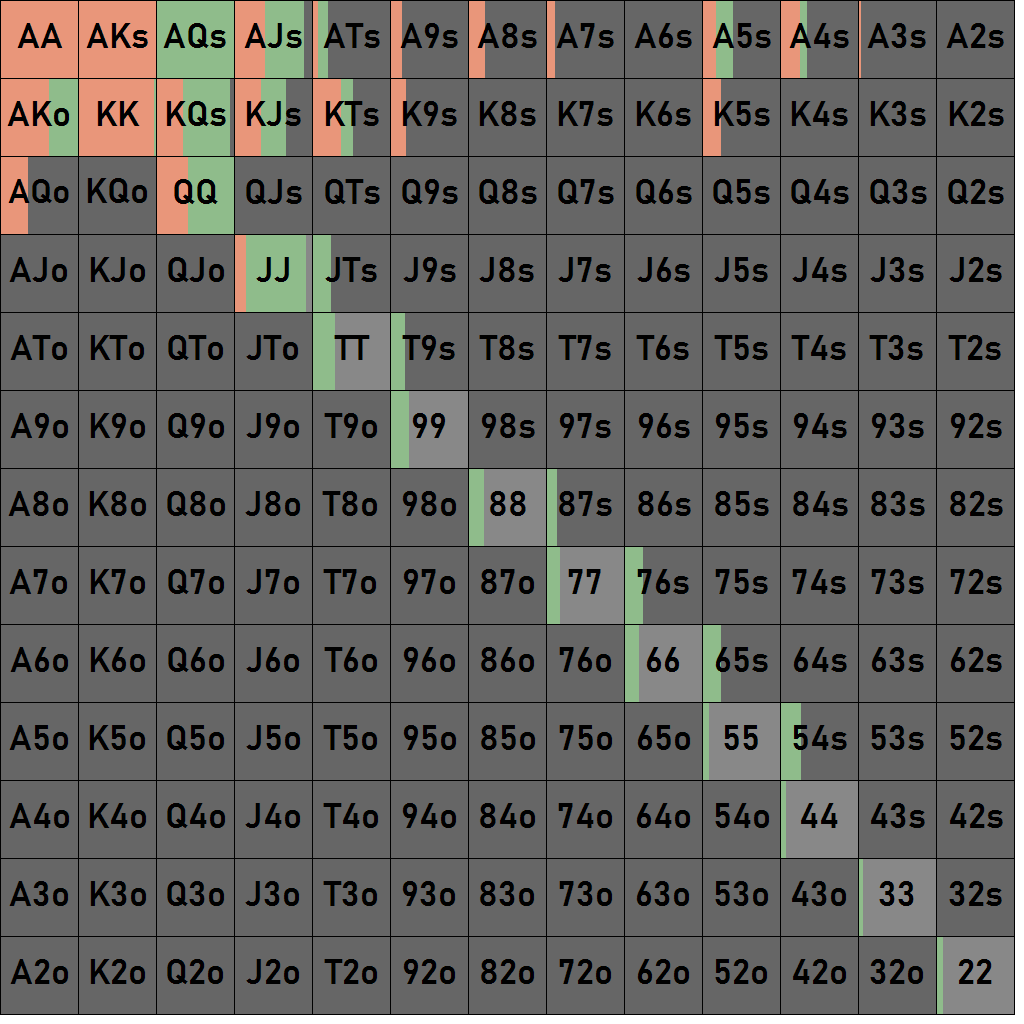 AA AKs AQs AJs ATs A9s A8s A7s A6s A5s A4s A3s A2s
AKo KK KQs KJs KTs K9s K8s K7s K6s K5s K4s K3s K2s
AQo KQo QQ QJs QTs Q9s Q8s Q7s Q6s Q5s Q4s Q3s Q2s
AJo KJo QJo JJ JTs J9s J8s J7s J6s J5s J4s J3s J2s
ATo KTo QTo JTo TT T9s T8s T7s T6s T5s T4s T3s T2s
A9o K9o Q9o J9o T9o 99 98s 97s 96s 95s 94s 93s 92s
A8o K8o Q8o J8o T8o 98o 88 87s 86s 85s 84s 83s 82s
A7o K7o Q7o J7o T7o 97o 87o 77 76s 75s 74s 73s 72s
A6o K6o Q6o J6o T6o 96o 86o 76o 66 65s 64s 63s 62s
A5o K5o Q5o J5o T5o 95o 85o 75o 65o 55 54s 53s 52s
A4o K4o Q4o J4o T4o 94o 84o 74o 64o 54o 44 43s 42s
A3o K3o Q3o J3o T3o 93o 83o 73o 63o 53o 43o 33 32s
A2o K2o Q2o J2o T2o 92o 82o 72o 62o 52o 42o 32o 22